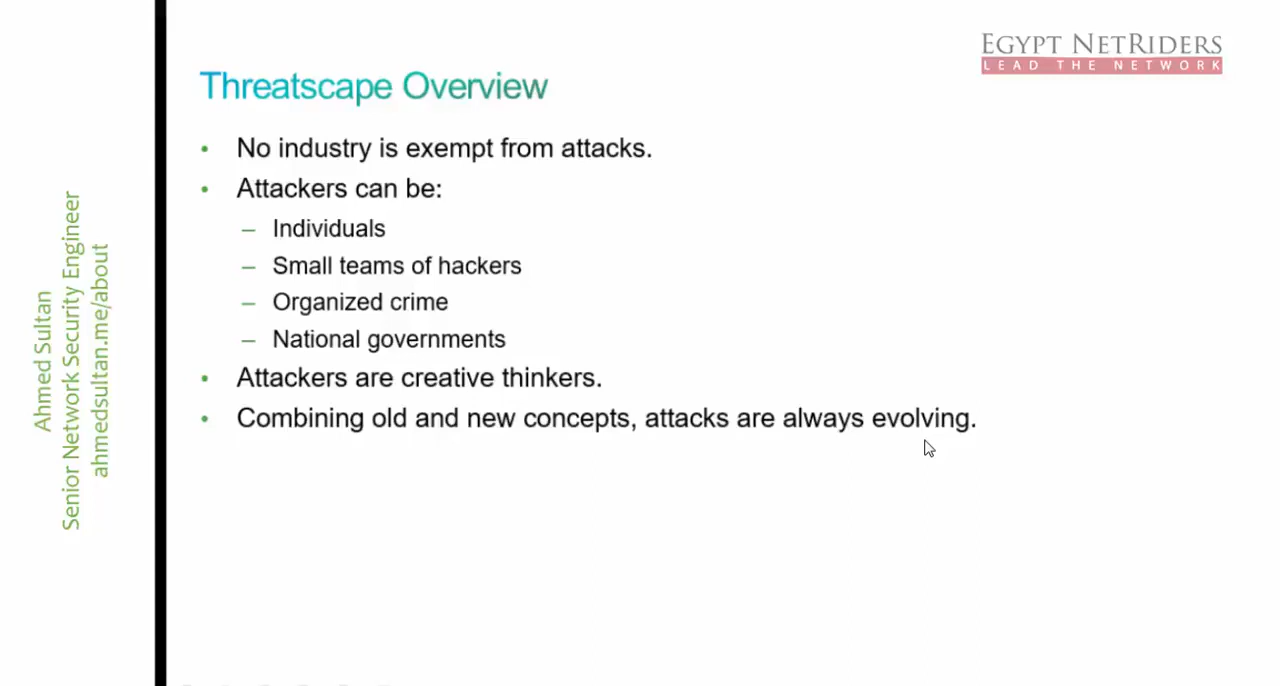 EGYPT NETRIDERS
LEAD THE NETWORK
Threatscape Overview
• No industry is exempt from attacks.
• Attackers can be:
– Individuals
– Small teams of hackers
– Organized crime
– National governments
• Attackers are creative thinkers.
• Combining old and new concepts, attacks are always evolving.
Ahmed Sultan
Senior Network Security Engineer
ahmedsultan.me/about